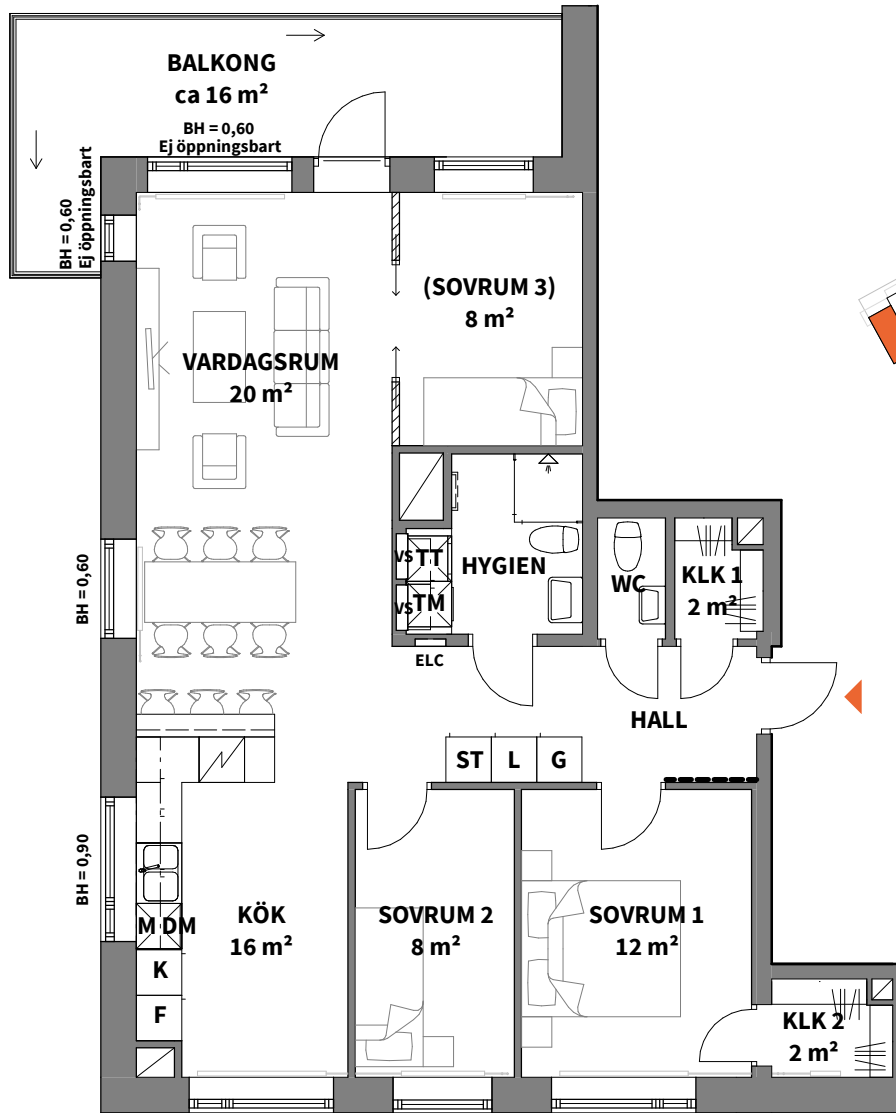 BALKONG
ca 16 m²
BH = 0,60
Ej öppningsbart
BH = 0,60
Ej öppningsbart
(SOVRUM 3)
8 m²
VARDAGSRUM
20 m²
VS TT
HYGIEN
WC
KLK 1
2 m²
VS TM
BH = 0,60
ELC
HALL
ST L G
BH = 0,90
KÖK
16 m²
SOVRUM 2
8 m²
SOVRUM 1
12 m²
M DM
K
F
KLK 2
2 m²